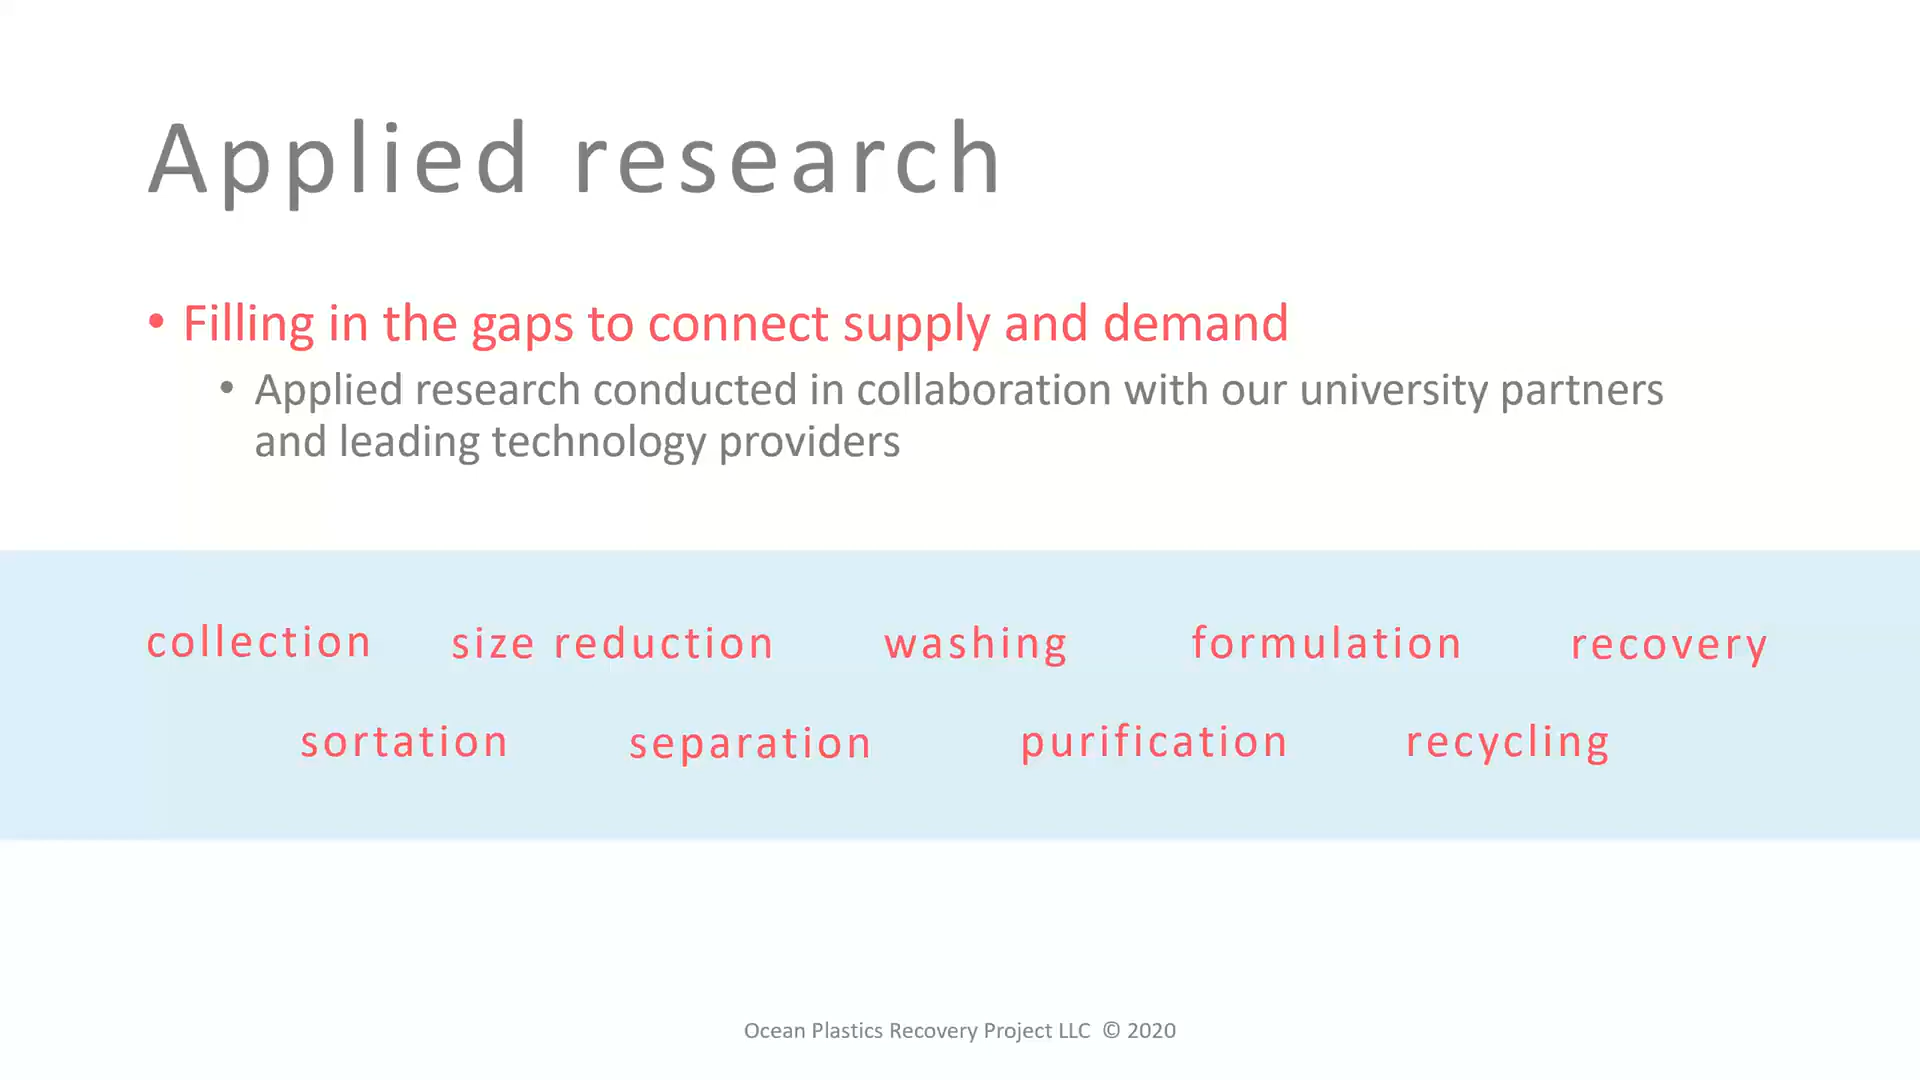 Applied research
• Filling in the gaps to connect supply and demand
• Applied research conducted in collaboration with our university partners
and leading technology providers
collection size reduction washing formulation recovery
sortation separation purification recycling
Ocean Plastics Recovery Project LLC © 2020